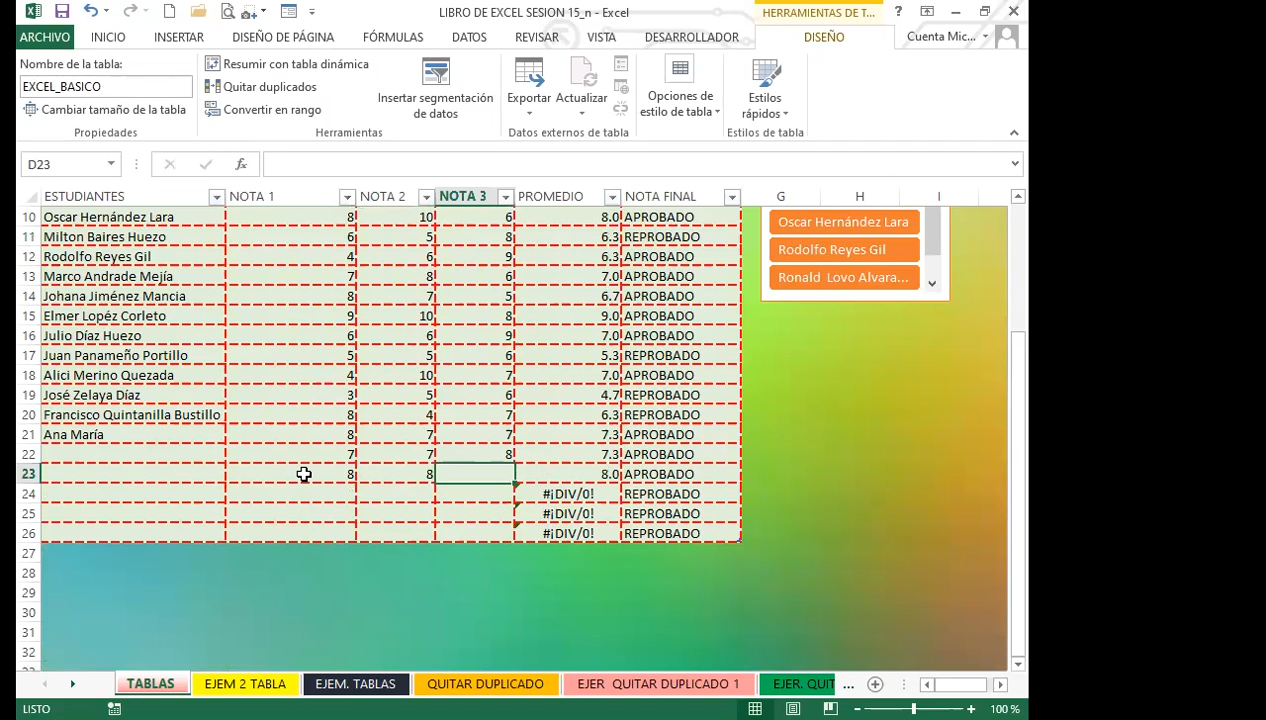 LIBRO DE EXCEL SESION 15_n - Excel
HERRAMIENTAS DE T...
ARCHIVO INICIO INSERTAR DISEÑO DE PÁGINA FÓRMULAS DATOS REVISAR VISTA DESARROLLADOR DISEÑO Cuenta Mic...
Nombre de la tabla:
EXCEL_BASICO
Cambiar tamaño de la tabla
Propiedades
Resumir con tabla dinámica
Quitar duplicados
Convertir en rango
Insertar segmentación
de datos
Herramientas
Exportar Actualizar
Datos externos de tabla
Opciones de
estilo de tabla
Estilos
rápidos
Estilos de tabla
D23 fx
ESTUDIANTES NOTA 1 NOTA 2 NOTA 3 PROMEDIO NOTA FINAL G H I
10 Oscar Hernández Lara 8 10 6 8.0 APROBADO
11 Milton Baires Huezo 6 5 8 6.3 REPROBADO
12 Rodolfo Reyes Gil 4 6 9 6.3 APROBADO
13 Marco Andrade Mejía 7 8 6 7.0 APROBADO
14 Johana Jiménez Mancia 8 7 5 6.7 APROBADO
15 Elmer Lopéz Corleto 9 10 8 9.0 APROBADO
16 Julio Díaz Huezo 6 6 9 7.0 APROBADO
17 Juan Panameño Portillo 5 5 6 5.3 REPROBADO
18 Alici Merino Quezada 4 10 7 7.0 APROBADO
19 José Zelaya Díaz 3 5 6 4.7 REPROBADO
20 Francisco Quintanilla Bustillo 8 4 7 6.3 APROBADO
21 Ana María 8 7 7 7.3 APROBADO
22 7 7 8 7.3 APROBADO
23 8 8 8.0 APROBADO
24 #¡DIV/0! REPROBADO
25 #¡DIV/0! REPROBADO
26 #¡DIV/0! REPROBADO
27
28
29
30
31
32
Oscar Hernández Lara
Rodolfo Reyes Gil
Ronald Lovo Alvara...
TABLAS EJEM 2 TABLA EJEM. TABLAS QUITAR DUPLICADO EJER QUITAR DUPLICADO 1 EJER. QUIT ...
LISTO 100 %